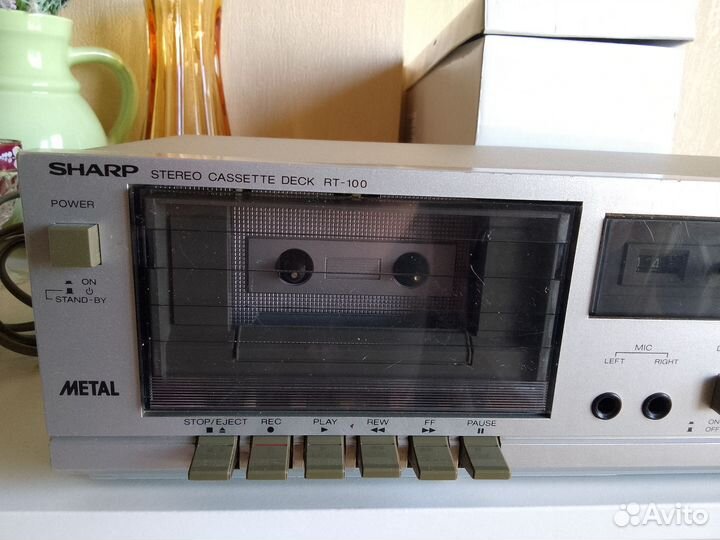 SHARP STEREO CASSETTE DECK RT-100
POWER
ON
STAND-BY
METAL
MIC
LEFT RIGHT
STOP/EJECT REC PLAY REW FF PAUSE
ON
OFF
Avito